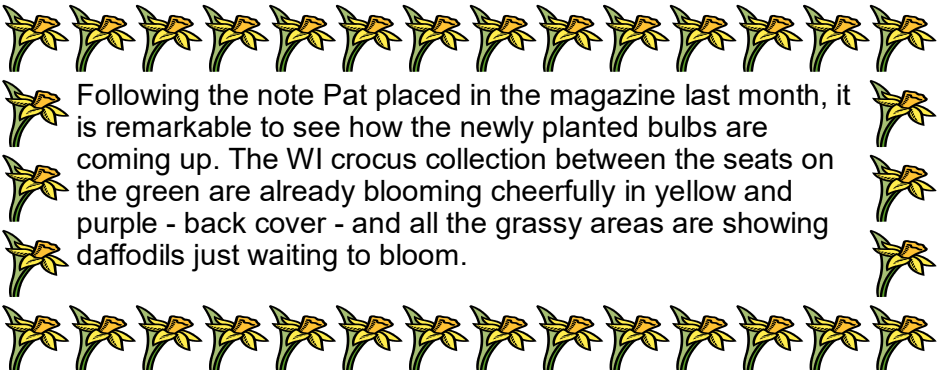 Following the note Pat placed in the magazine last month, it
is remarkable to see how the newly planted bulbs are
coming up. The WI crocus collection between the seats on
the green are already blooming cheerfully in yellow and
purple - back cover - and all the grassy areas are showing
daffodils just waiting to bloom.